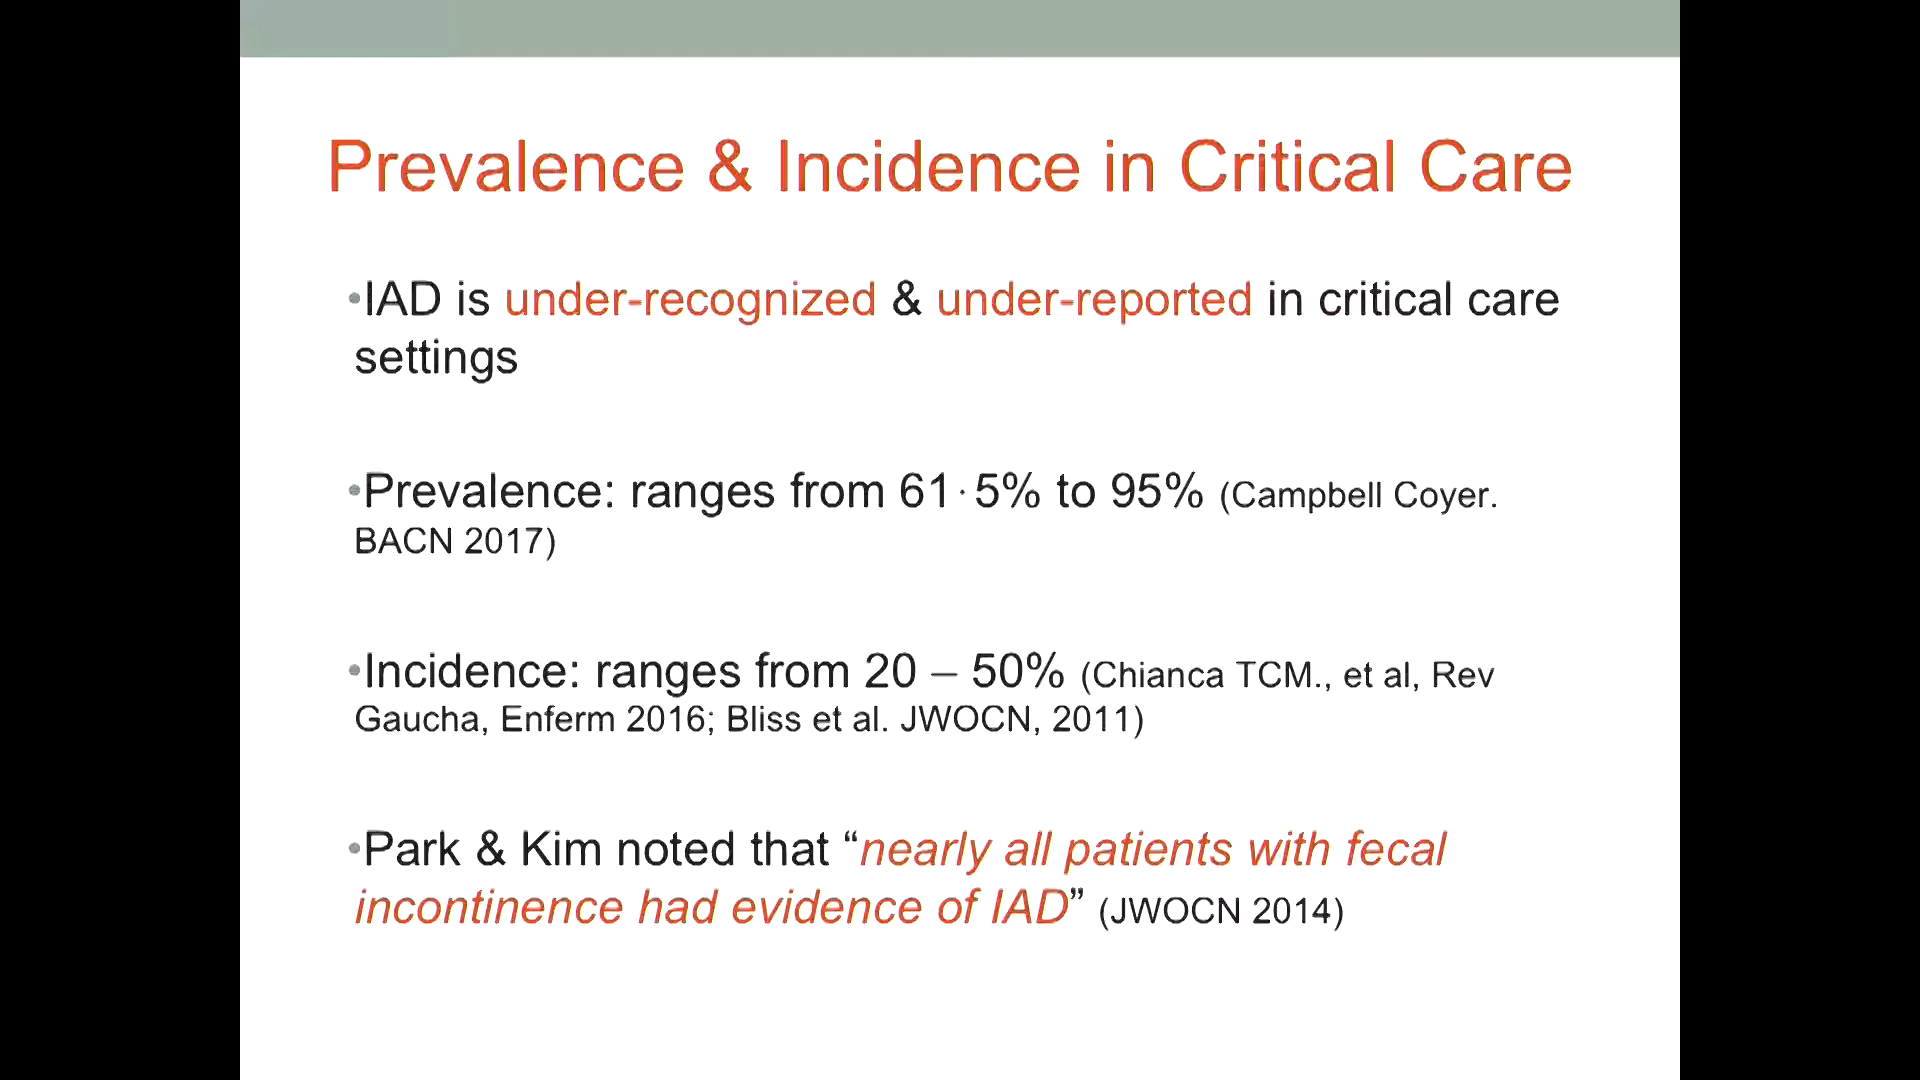 Prevalence & Incidence in Critical Care
•IAD is under-recognized & under-reported in critical care
settings
•Prevalence: ranges from 61·5% to 95% (Campbell Coyer.
BACN 2017)
•Incidence: ranges from 20 – 50% (Chianca TCM., et al, Rev
Gaucha, Enferm 2016; Bliss et al. JWOCN, 2011)
•Park & Kim noted that “nearly all patients with fecal
incontinence had evidence of IAD” (JWOCN 2014)